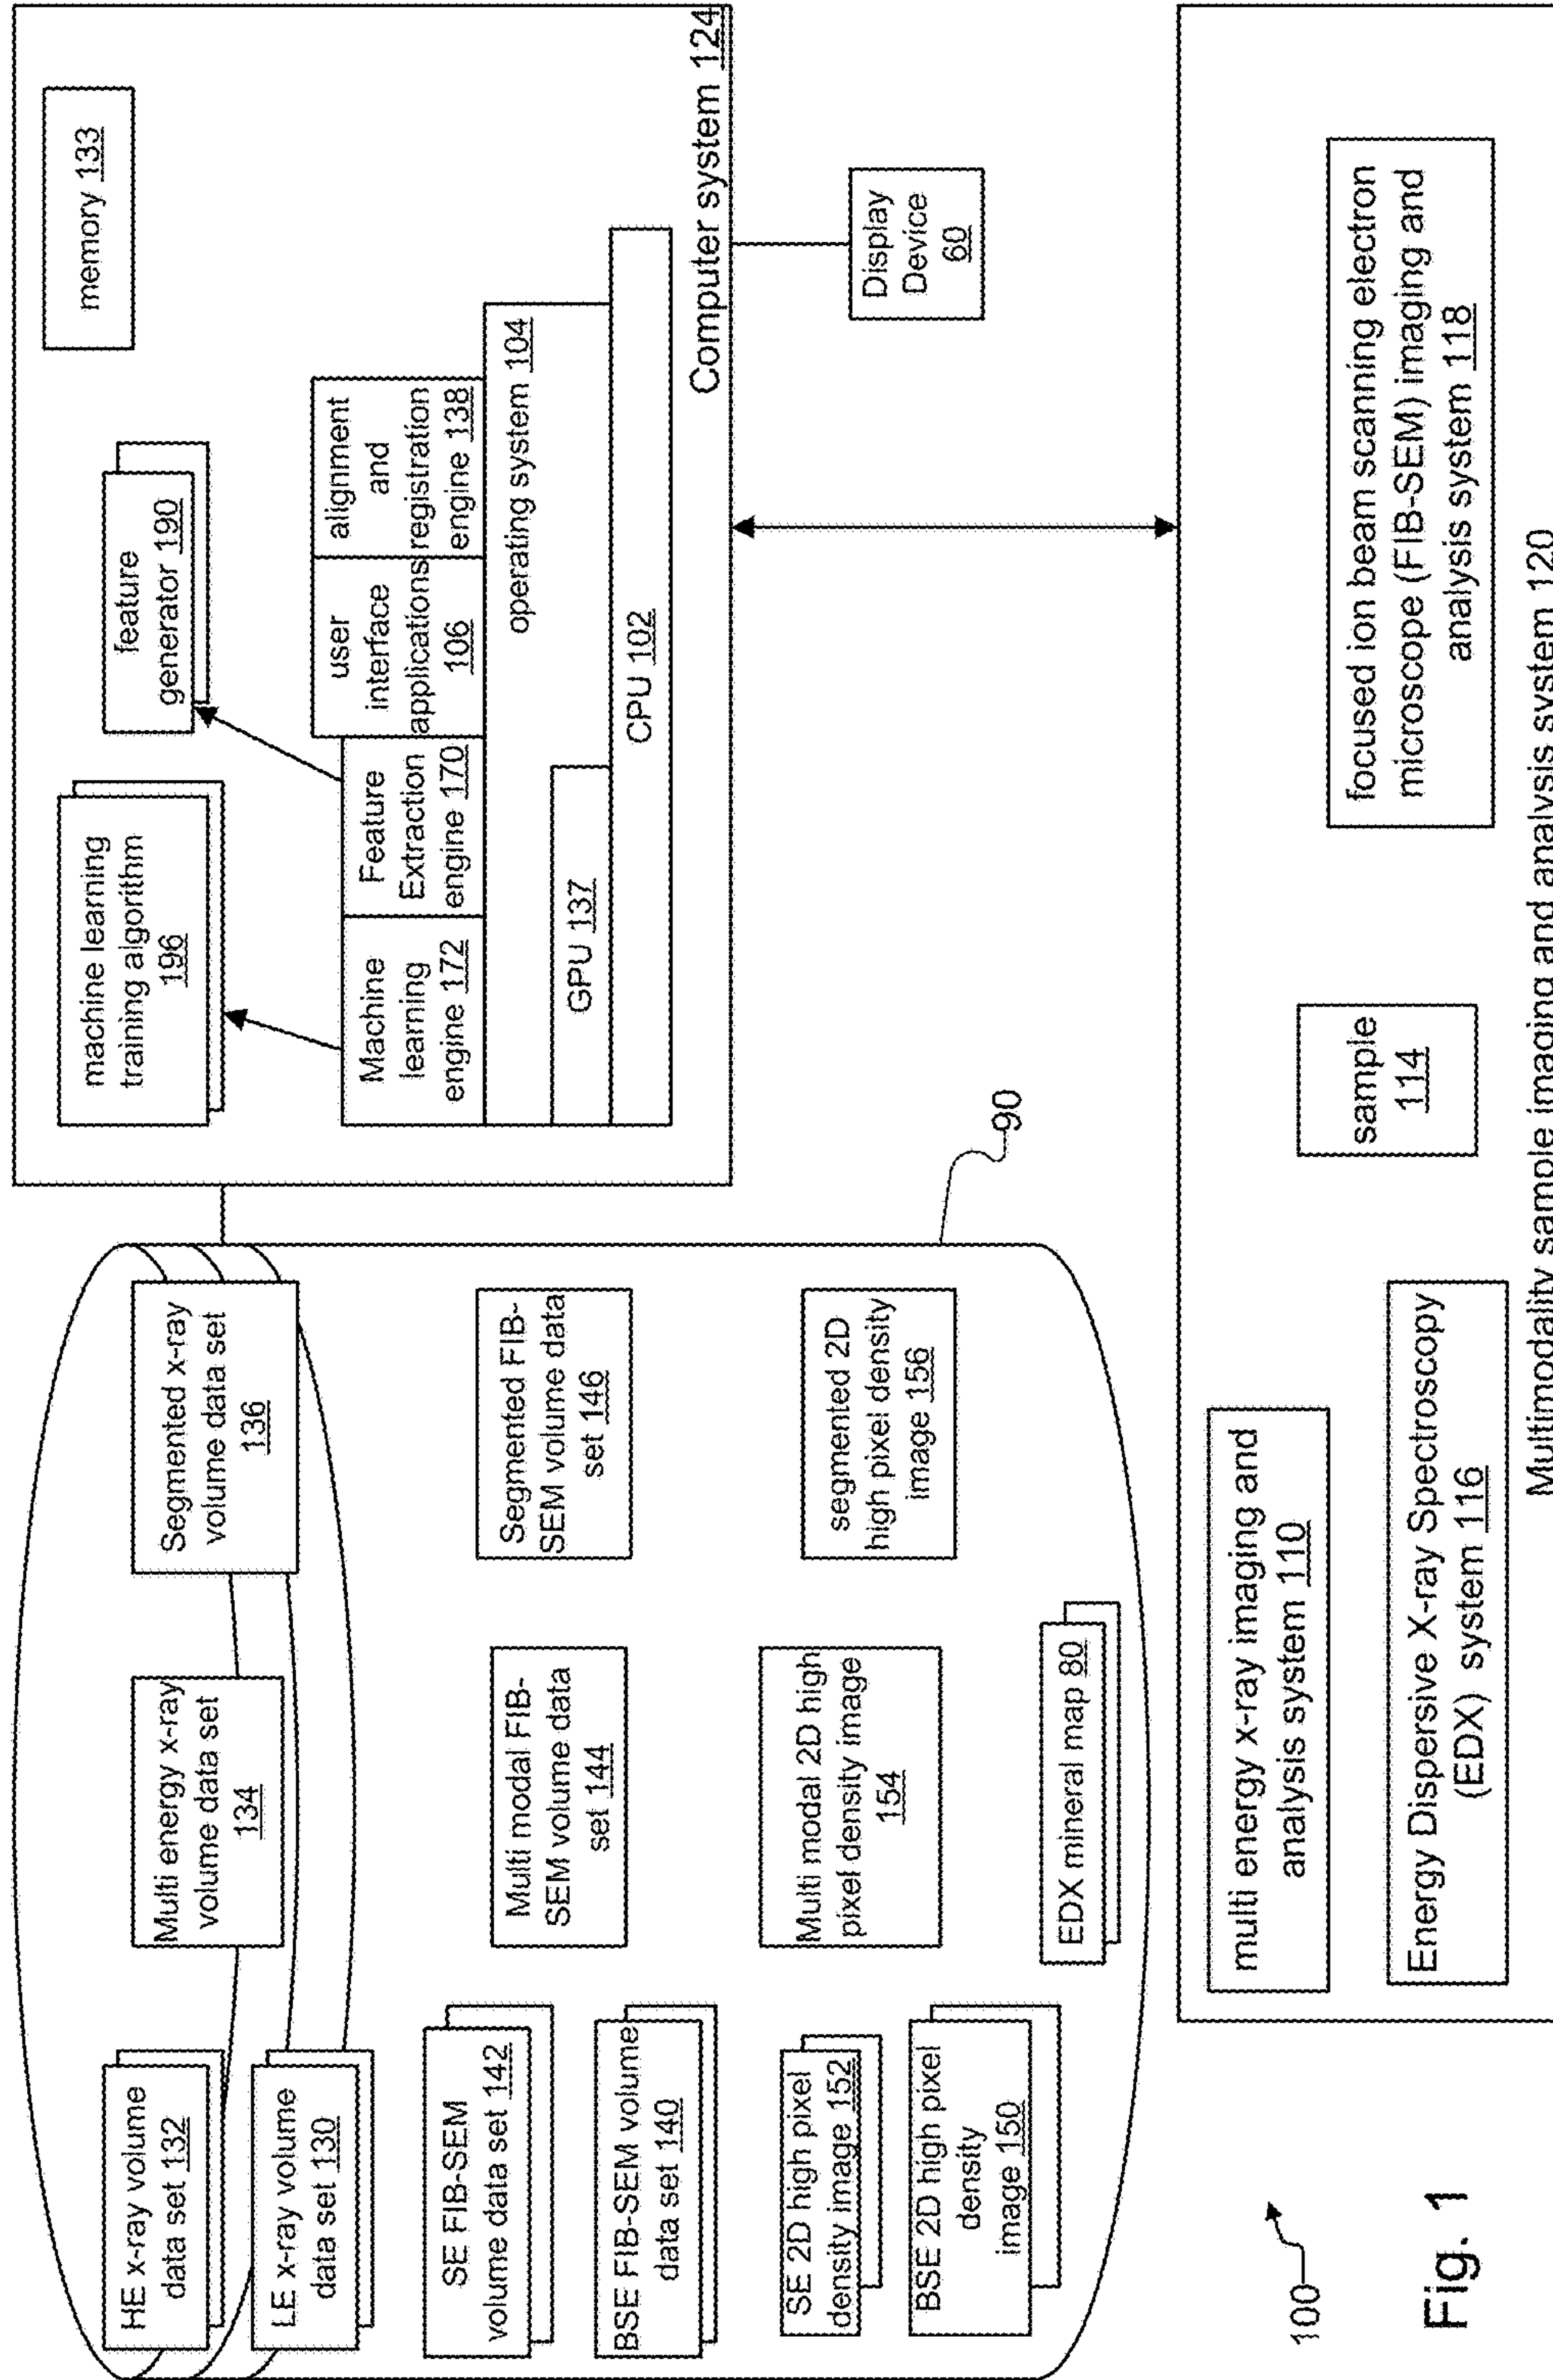 HE x-ray volume
data set 132
LE x-ray volume
data set 130
Multi energy x-ray
volume data set
134
Segmented x-ray
volume data set
136
SE FIB-SEM
volume data set 142
BSE FIB-SEM volume
data set 140
Multi modal FIB-
SEM volume data
set 144
Segmented FIB-
SEM volume data
set 146
SE 2D high pixel
density image 152
BSE 2D high pixel
density
image 150
Multi modal 2D high
pixel density image
154
segmented 2D
high pixel density
image 156
EDX mineral map 80
90
machine learning
training algorithm
196
feature
generator 190
memory 133
Machine
learning
engine 172
Feature
Extraction
engine 170
user
interface
applications
106
alignment
and
registration
engine 138
operating system 104
GPU 137
CPU 102
Computer system 124
Display
Device
60
multi energy x-ray imaging and
analysis system 110
Energy Dispersive X-ray Spectroscopy
(EDX) system 116
sample
114
focused ion beam scanning electron
microscope (FIB-SEM) imaging and
analysis system 118
Multimodality sample imaging and analysis system 120
100
Fig. 1